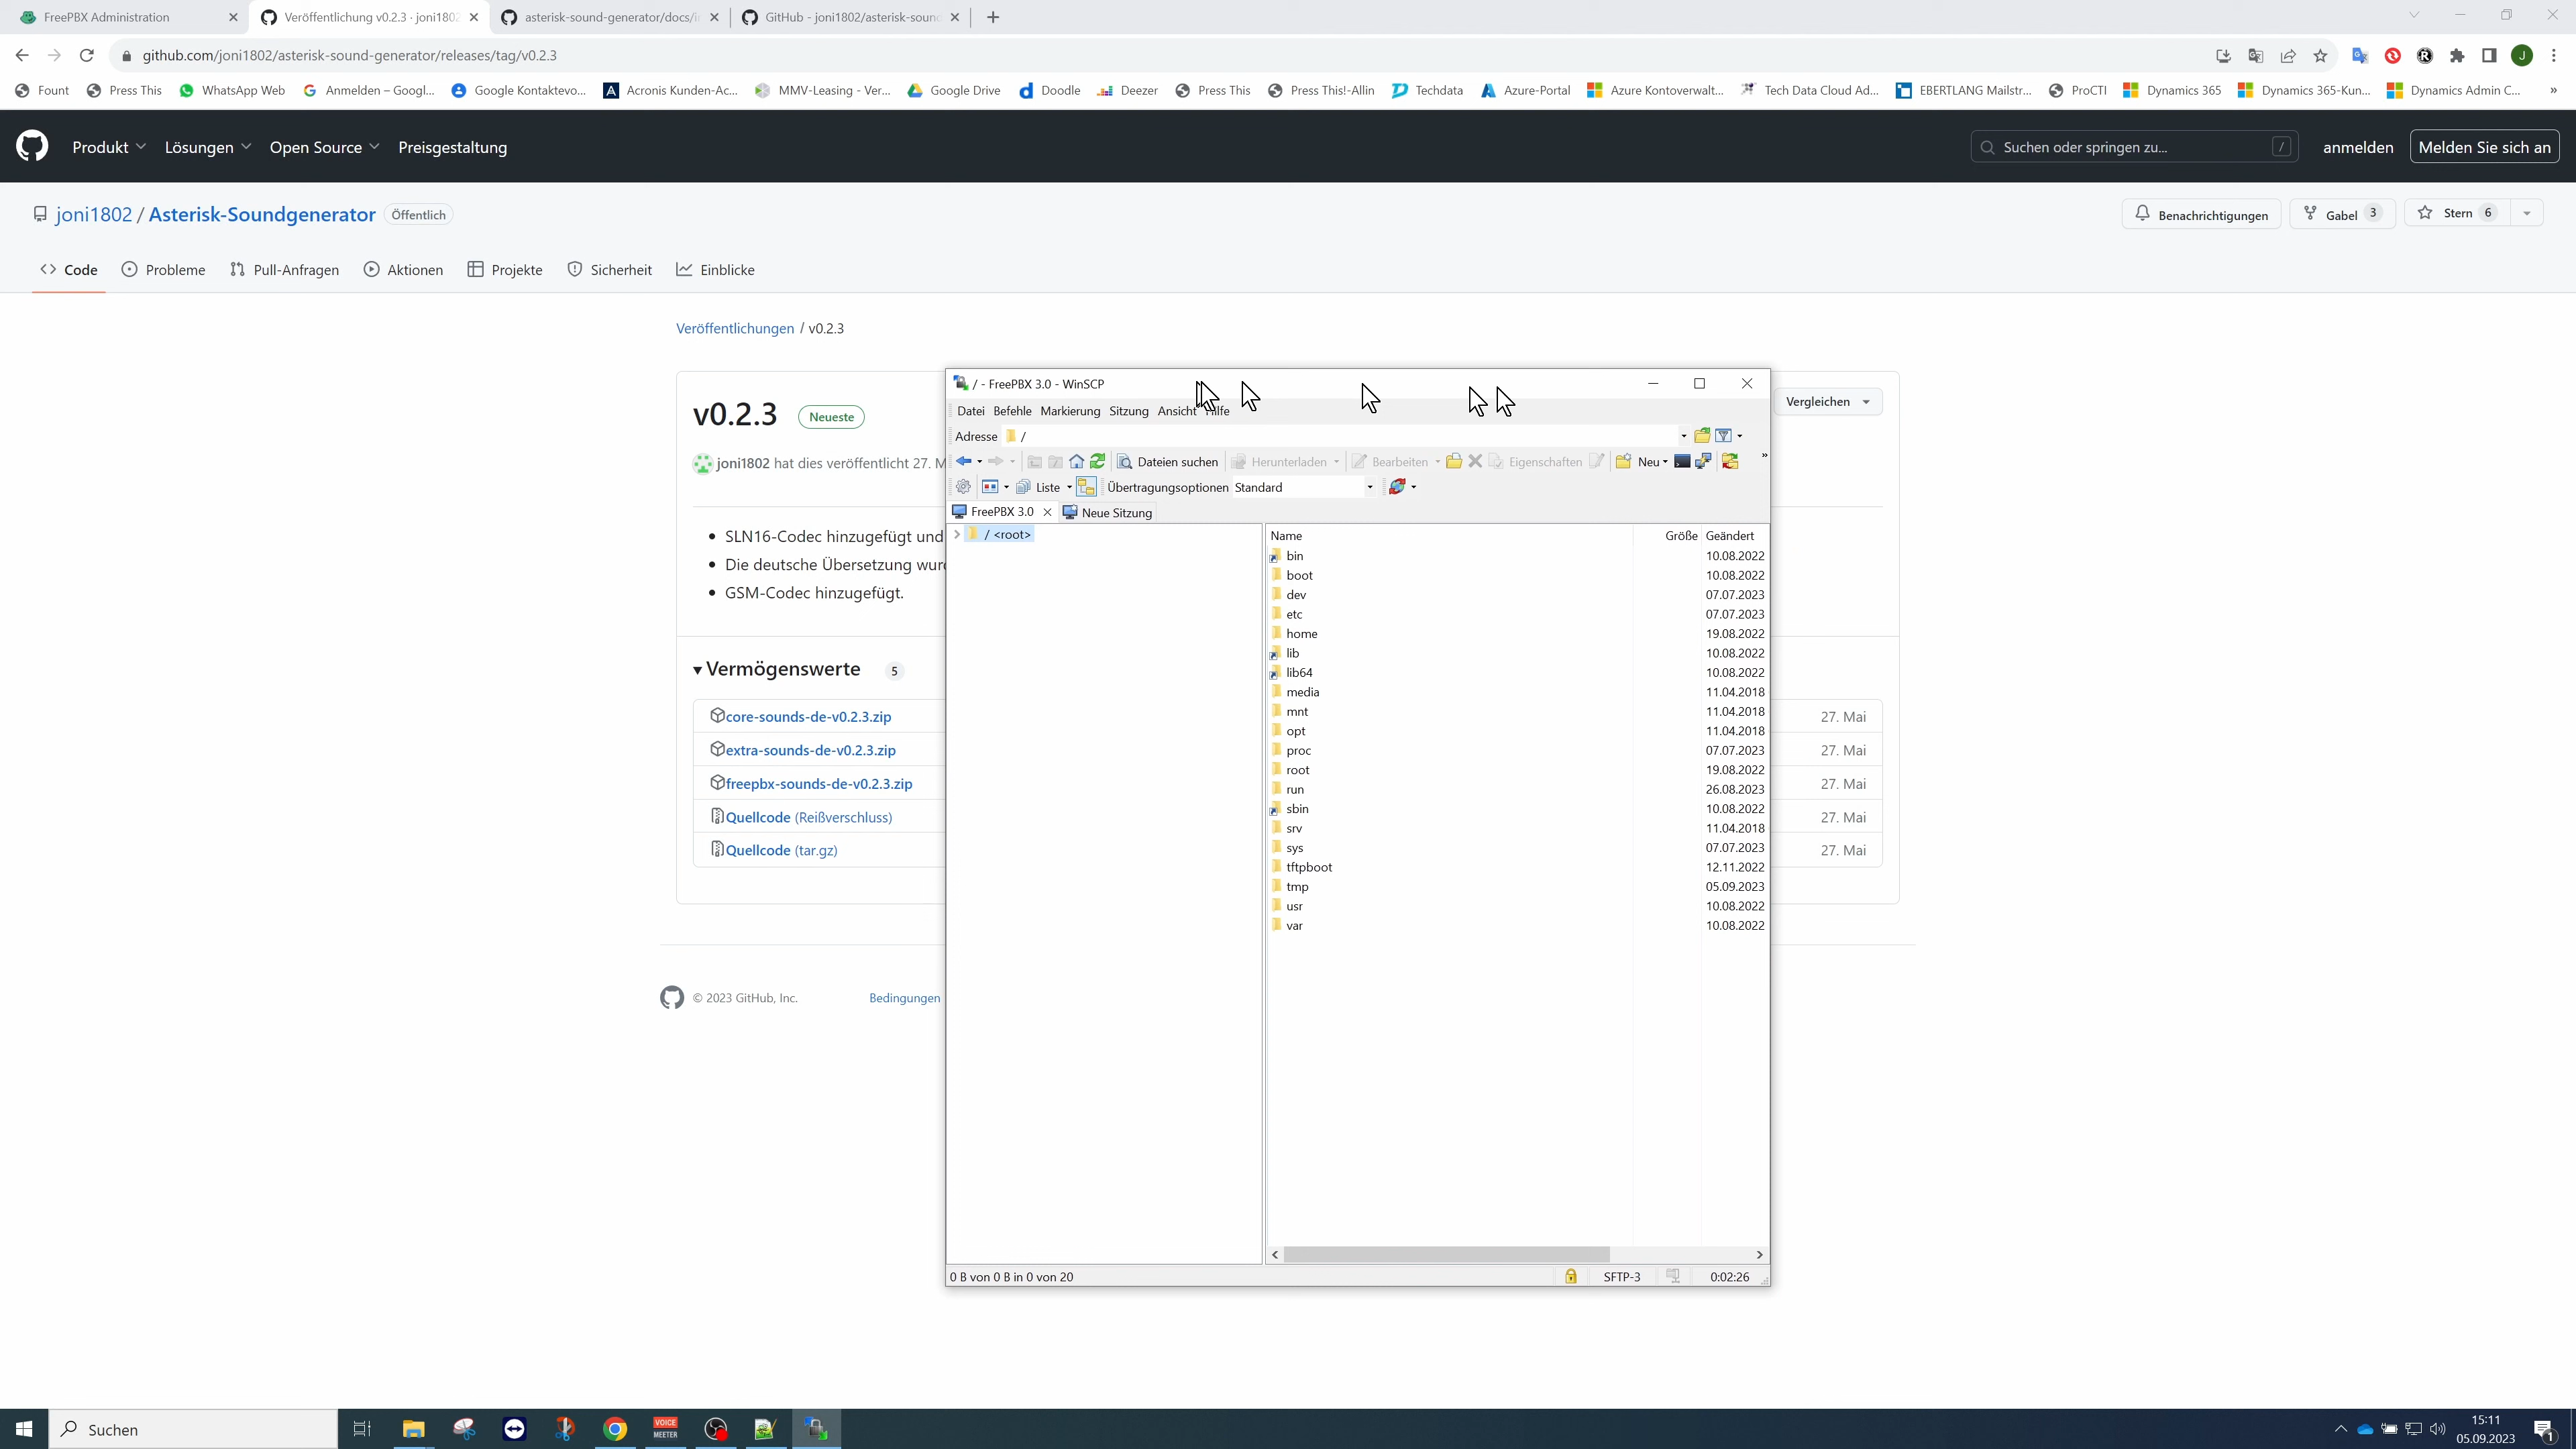 FreePBX Administration
Veröffentlichung v0.2.3 · joni1802
asterisk-sound-generator/docs/i
GitHub - joni1802/asterisk-soun
github.com/joni1802/asterisk-sound-generator/releases/tag/v0.2.3
J
Fount
Press This
WhatsApp Web
Anmelden – Googl...
Google Kontaktevo...
Acronis Kunden-Ac...
MMV-Leasing - Ver...
Google Drive
Doodle
Deezer
Press This
Press This!-Allin
Techdata
Azure-Portal
Azure Kontoverwalt...
Tech Data Cloud Ad...
EBERTLANG Mailstr...
ProCTI
Dynamics 365
Dynamics 365-Kun...
Dynamics Admin C...
»
Produkt
Lösungen
Open Source
Preisgestaltung
Suchen oder springen zu...
/
anmelden
Melden Sie sich an
joni1802 / Asterisk-Soundgenerator
Öffentlich
Benachrichtigungen
Gabel 3
Stern 6
Code
Probleme
Pull-Anfragen
Aktionen
Projekte
Sicherheit
Einblicke
Veröffentlichungen / v0.2.3
v0.2.3
Neueste
Vergleichen
joni1802 hat dies veröffentlicht 27. M
• SLN16-Codec hinzugefügt und
• Die deutsche Übersetzung wur
• GSM-Codec hinzugefügt.
Vermögenswerte 5
core-sounds-de-v0.2.3.zip
27. Mai
extra-sounds-de-v0.2.3.zip
27. Mai
freepbx-sounds-de-v0.2.3.zip
27. Mai
Quellcode (Reißverschluss)
27. Mai
Quellcode (tar.gz)
27. Mai
© 2023 GitHub, Inc.
Bedingungen
/ - FreePBX 3.0 - WinSCP
Datei Befehle Markierung Sitzung Ansicht Hilfe
Adresse /
Dateien suchen
Herunterladen
Bearbeiten
Eigenschaften
Neu
»
Liste
Übertragungsoptionen Standard
FreePBX 3.0
Neue Sitzung
/ <root>
Name Größe Geändert
bin 10.08.2022
boot 10.08.2022
dev 07.07.2023
etc 07.07.2023
home 19.08.2022
lib 10.08.2022
lib64 10.08.2022
media 11.04.2018
mnt 11.04.2018
opt 11.04.2018
proc 07.07.2023
root 19.08.2022
run 26.08.2023
sbin 10.08.2022
srv 11.04.2018
sys 07.07.2023
tftpboot 12.11.2022
tmp 05.09.2023
usr 10.08.2022
var 10.08.2022
0 B von 0 B in 0 von 20
SFTP-3
0:02:26
Suchen
VOICE
MEETER
15:11
05.09.2023
1